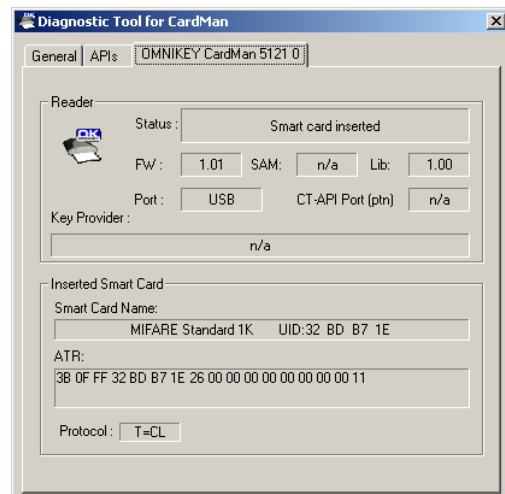 Diagnostic Tool for CardMan
General APIs OMNIKEY CardMan 5121 0
Reader
OK
Status : Smart card inserted
FW : 1.01 SAM: n/a Lib: 1.00
Port : USB CT-API Port (ptn) n/a
Key Provider :
n/a
Inserted Smart Card
Smart Card Name:
MIFARE Standard 1K UID:32 BD B7 1E
ATR:
3B 0F FF 32 BD B7 1E 26 00 00 00 00 00 00 00 00 11
Protocol : T=CL